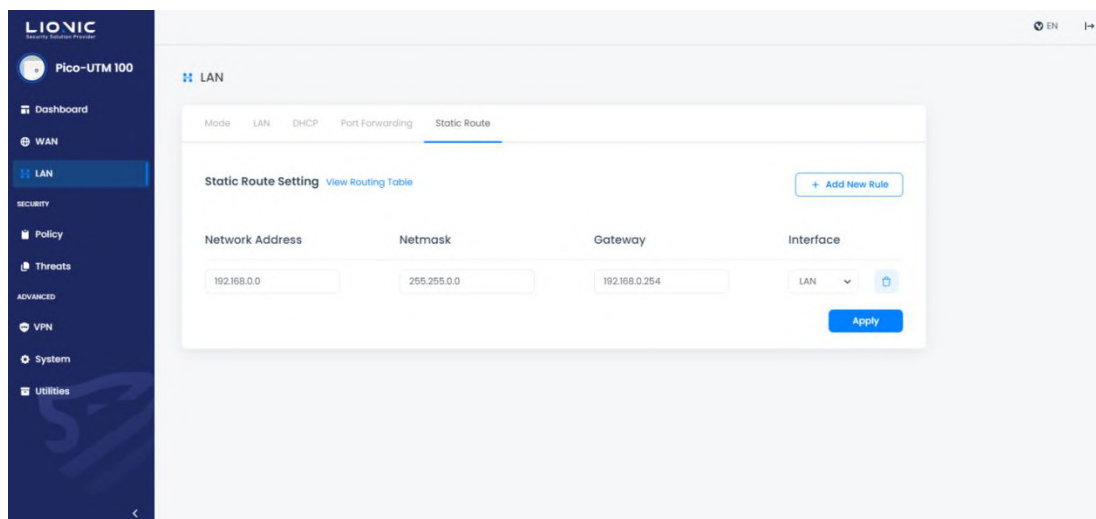 LIONIC
Security Solution Provider
EN
Pico-UTM 100
LAN
Dashboard
WAN
LAN
SECURITY
Policy
Threats
ADVANCED
VPN
System
Utilities
Mode LAN DHCP Port Forwarding Static Route
Static Route Setting View Routing Table
+ Add New Rule
Network Address Netmask Gateway Interface
192.168.0.0 255.255.0.0 192.168.0.254 LAN
Apply